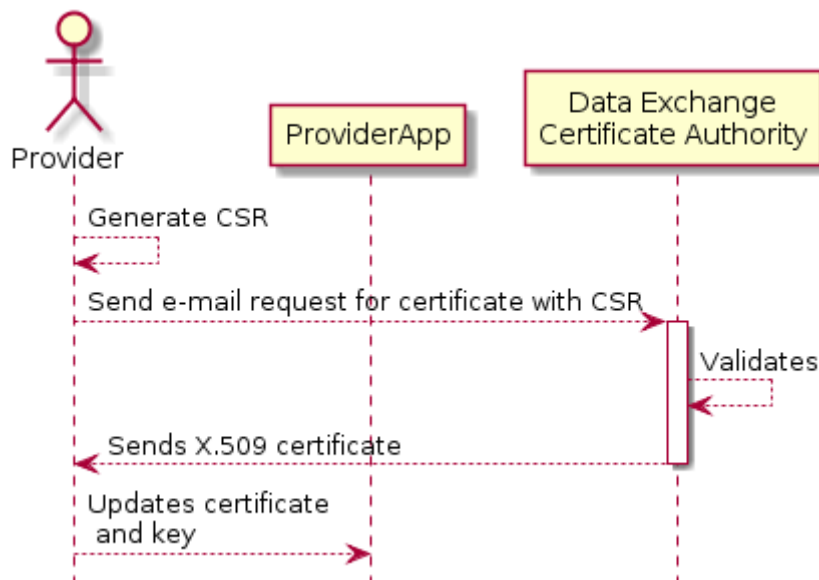 Provider
ProviderApp
Data Exchange
Certificate Authority
Generate CSR
Send e-mail request for certificate with CSR
Validates
Sends X.509 certificate
Updates certificate
and key